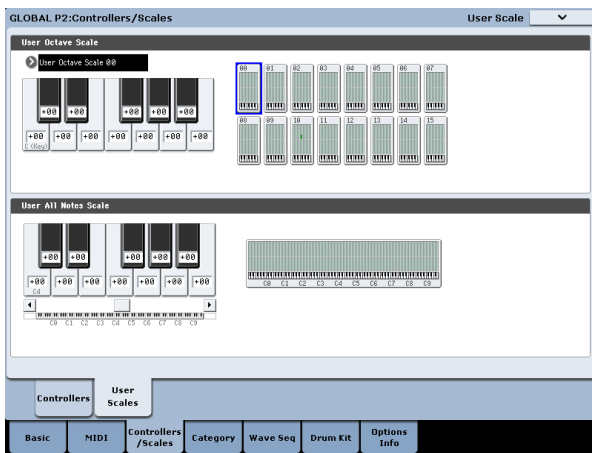 GLOBAL P2:Controllers/Scales User Scale
User Octave Scale
User Octave Scale 00
00 01 02 03 04 05 06 07
+00 +00 +00 +00 +00
+00 +00 +00 +00 +00 +00 +00
C (Key)
08 09 10 11 12 13 14 15
User All Notes Scale
+00 +00 +00 +00 +00
+00 +00 +00 +00 +00 +00 +00
C4
C0 C1 C2 C3 C4 C5 C6 C7 C8 C9
C0 C1 C2 C3 C4 C5 C6 C7 C8 C9
Controllers
User
Scales
Basic
MIDI
Controllers
/Scales
Category
Wave Seq
Drum Kit
Options
Info